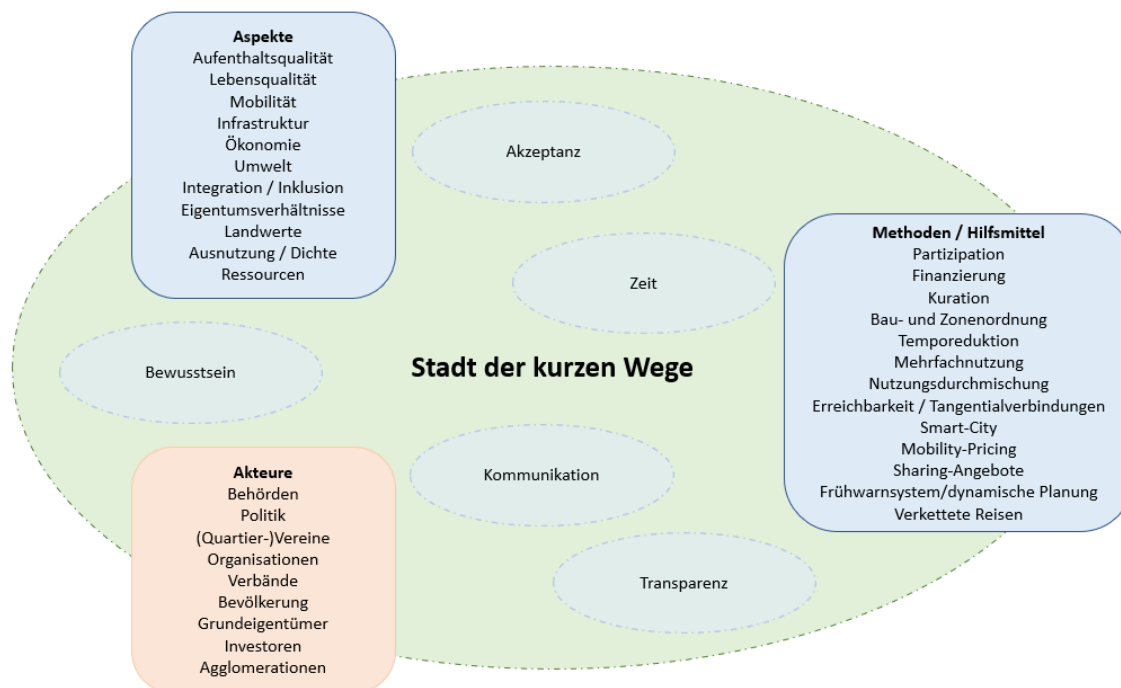 Aspekte
Aufenthaltsqualität
Lebensqualität
Mobilität
Infrastruktur
Ökonomie
Umwelt
Integration / Inklusion
Eigentumsverhältnisse
Landwerte
Ausnutzung / Dichte
Ressourcen
Akzeptanz
Zeit
Methoden / Hilfsmittel
Partizipation
Finanzierung
Kuration
Bau- und Zonenordnung
Temporeduktion
Mehrfachnutzung
Nutzungsdurchmischung
Erreichbarkeit / Tangentialverbindungen
Smart-City
Mobility-Pricing
Sharing-Angebote
Frühwarnsystem/dynamische Planung
Verkettete Reisen
Bewusstsein
Stadt der kurzen Wege
Akteure
Behörden
Politik
(Quartier-)Vereine
Organisationen
Verbände
Bevölkerung
Grundeigentümer
Investoren
Agglomerationen
Kommunikation
Transparenz